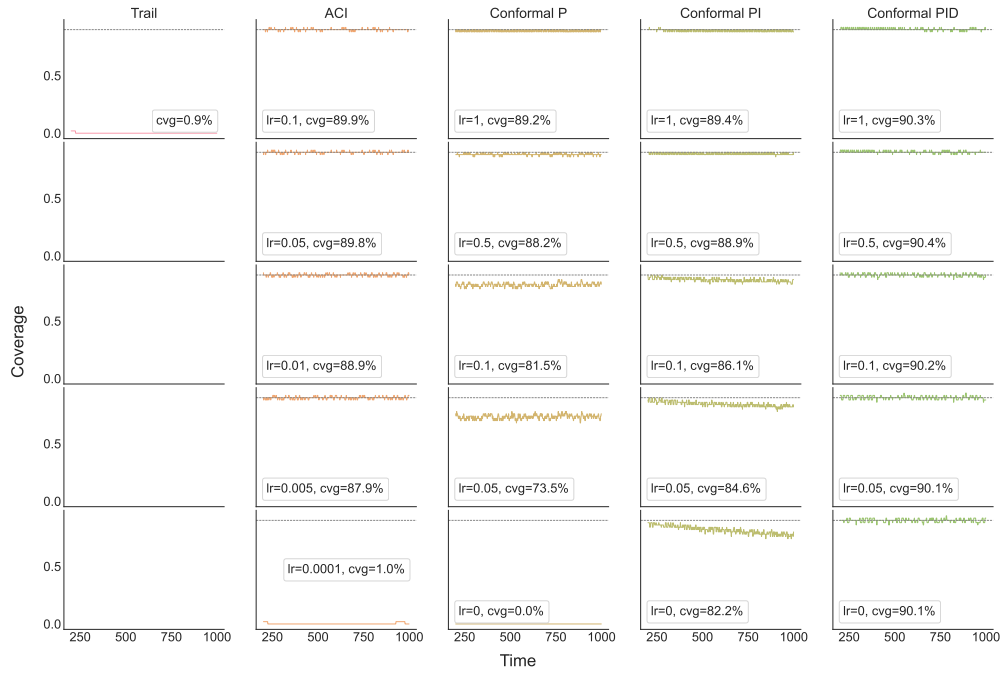 Trail ACI Conformal P Conformal PI Conformal PID
0.5
0.0
cvg=0.9% lr=0.1, cvg=89.9% lr=1, cvg=89.2% lr=1, cvg=89.4% lr=1, cvg=90.3%
0.5
0.0
lr=0.05, cvg=89.8% lr=0.5, cvg=88.2% lr=0.5, cvg=88.9% lr=0.5, cvg=90.4%
Coverage
0.5
0.0
lr=0.01, cvg=88.9% lr=0.1, cvg=81.5% lr=0.1, cvg=86.1% lr=0.1, cvg=90.2%
0.5
0.0
lr=0.005, cvg=87.9% lr=0.05, cvg=73.5% lr=0.05, cvg=84.6% lr=0.05, cvg=90.1%
0.5
0.0
lr=0.0001, cvg=1.0% lr=0, cvg=0.0% lr=0, cvg=82.2% lr=0, cvg=90.1%
250 500 750 1000 250 500 750 1000 250 500 750 1000 250 500 750 1000 250 500 750 1000
Time